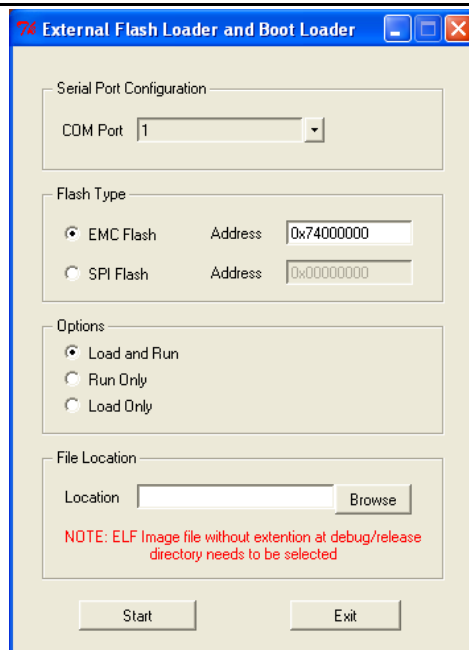 External Flash Loader and Boot Loader
Serial Port Configuration
COM Port 1
Flash Type
EMC Flash Address 0x74000000
SPI Flash Address 0x00000000
Options
Load and Run
Run Only
Load Only
File Location
Location Browse
NOTE: ELF Image file without extention at debug/release
directory needs to be selected
Start Exit